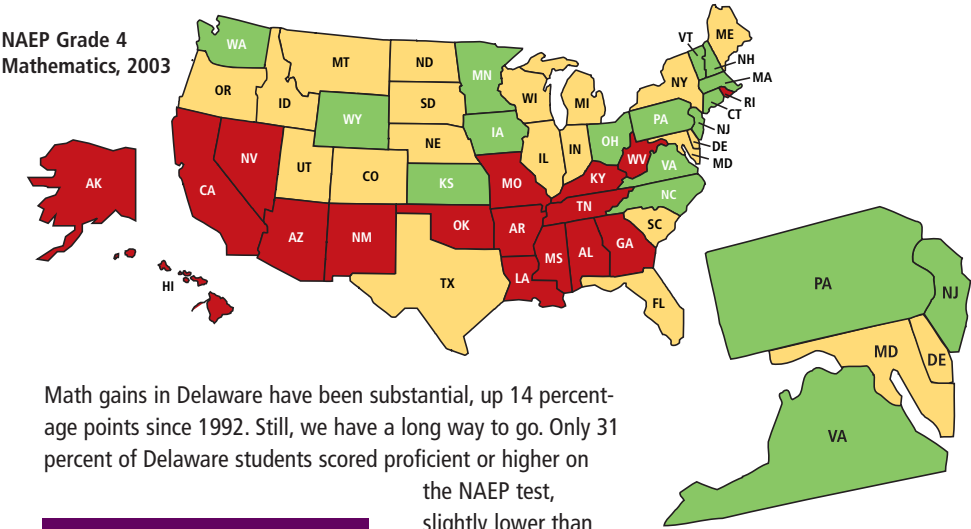 NAEP Grade 4
Mathematics, 2003
WA
OR
MT
ID
ND
SD
MN
WI
MI
NY
VT
ME
NH
MA
RI
CT
WY
NE
IA
IL
IN
OH
PA
NJ
DE
MD
NV
UT
CO
KS
MO
KY
WV
VA
CA
AZ
NM
OK
AR
TN
NC
SC
TX
LA
MS
AL
GA
FL
AK
HI
PA
NJ
MD
DE
VA
Math gains in Delaware have been substantial, up 14 percent-
age points since 1992. Still, we have a long way to go. Only 31
percent of Delaware students scored proficient or higher on
the NAEP test,
slightly lower than